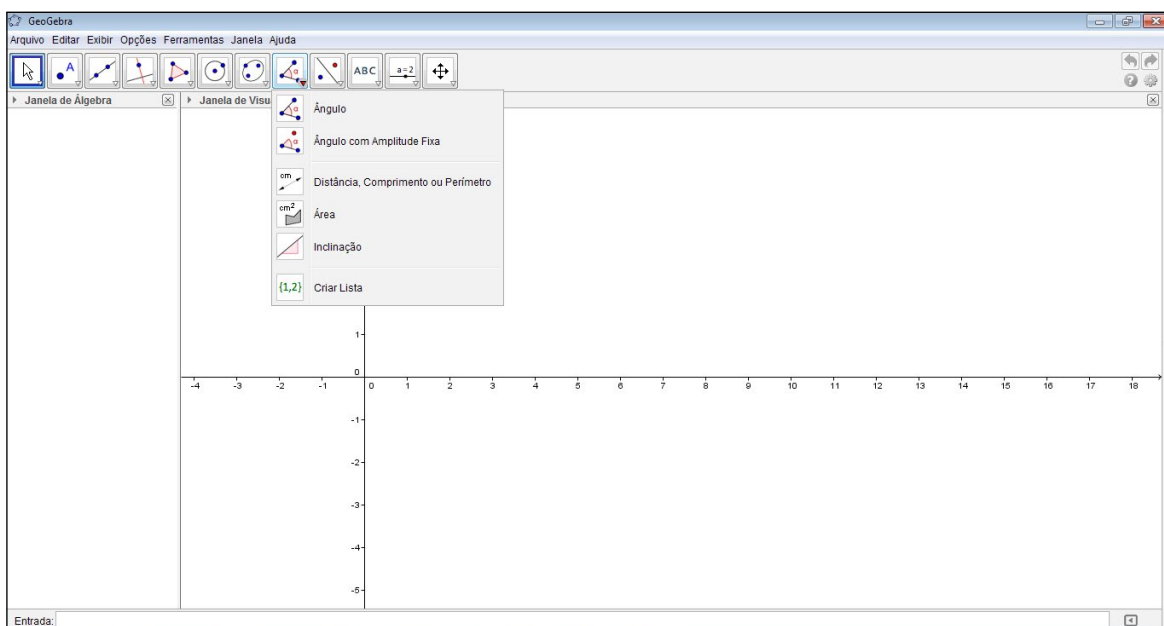 GeoGebra
Arquivo Editar Exibir Opções Ferramentas Janela Ajuda
A ABC a=2
Janela de Álgebra
Janela de Visu
Ângulo
Ângulo com Amplitude Fixa
cm Distância, Comprimento ou Perímetro
cm² Área
Inclinação
{1,2} Criar Lista
1
0
-4 -3 -2 -1 0 1 2 3 4 5 6 7 8 9 10 11 12 13 14 15 16 17 18
-1
-2
-3
-4
-5
Entrada: